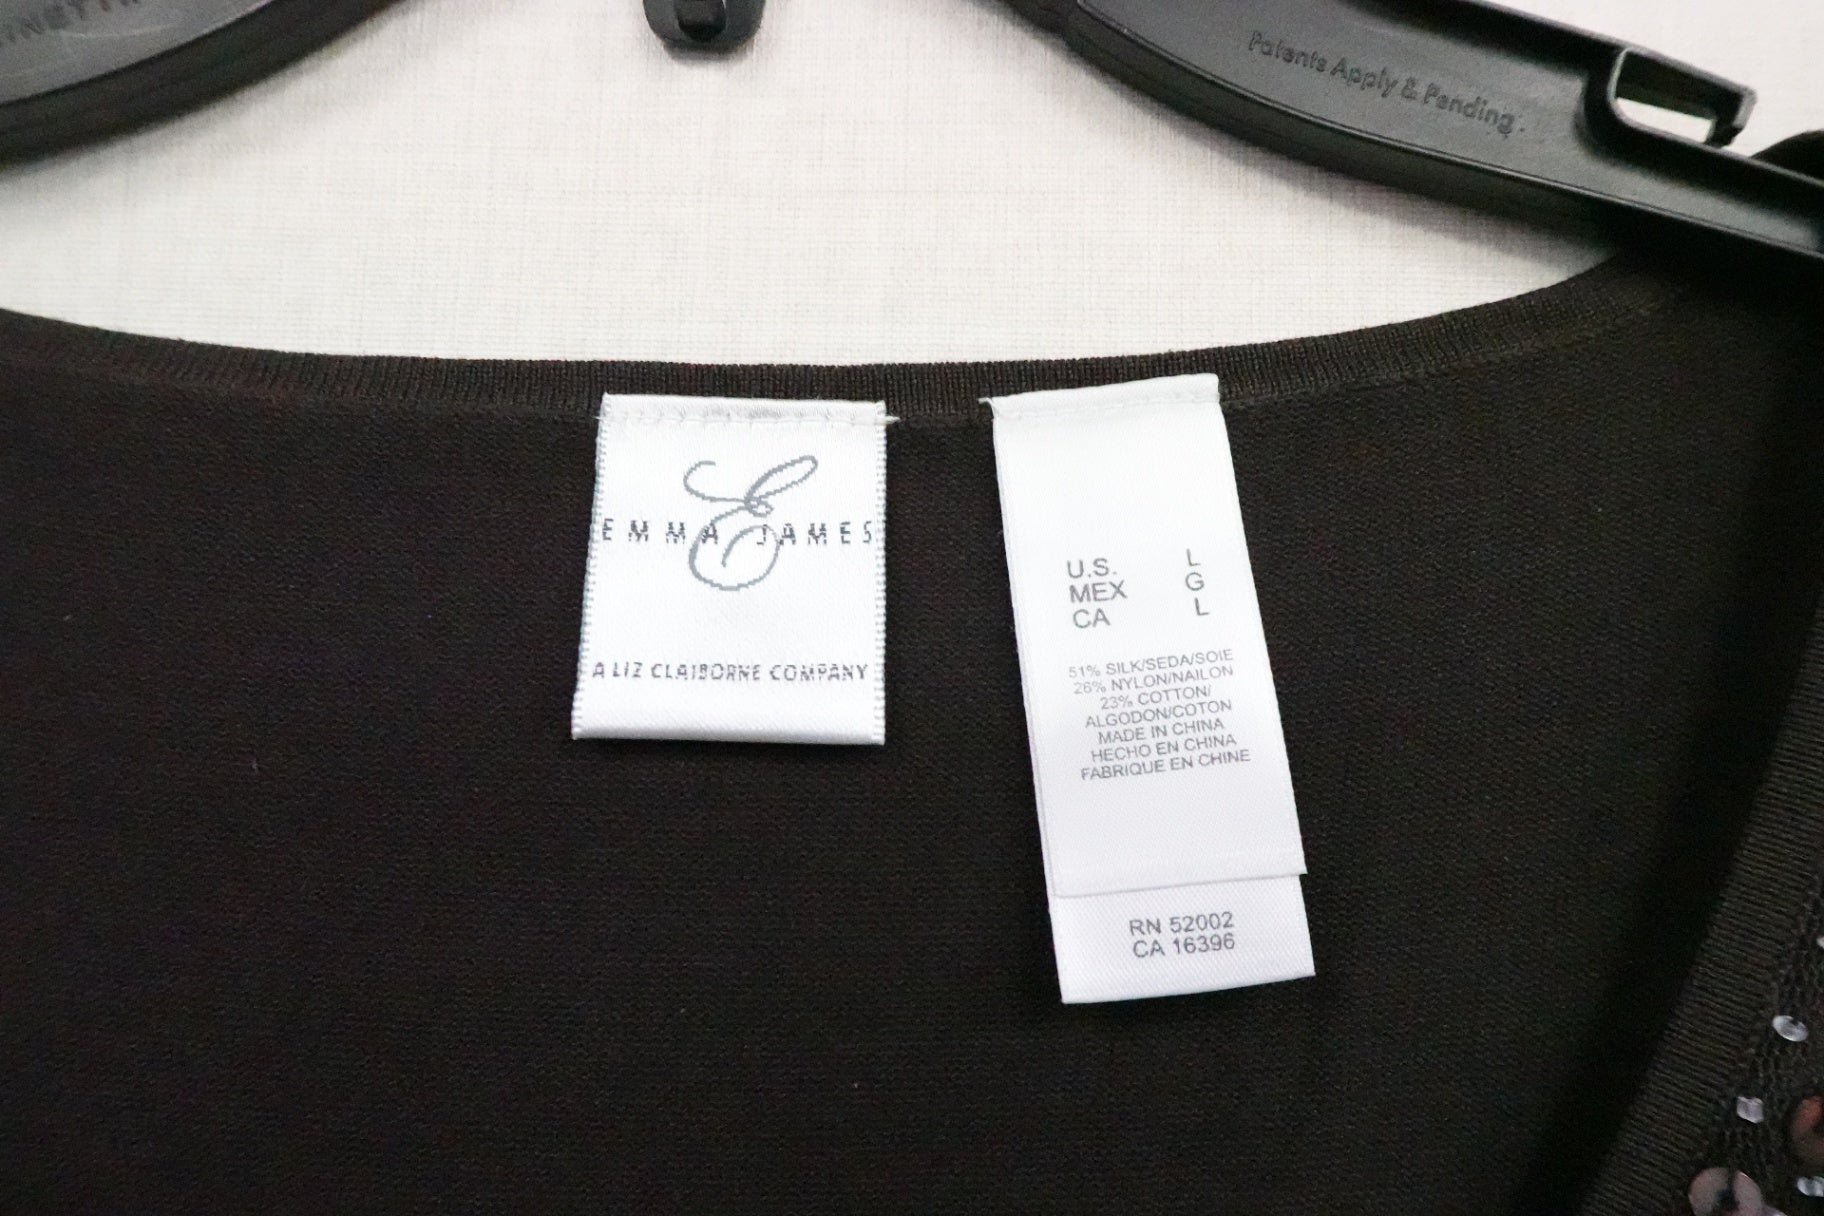 Patents Apply & Pending.
E
EMMA JAMES
A LIZ CLAIBORNE COMPANY
U.S. L
MEX G
CA L
51% SILK/SEDA/SOIE
26% NYLON/NAILON
23% COTTON/
ALGODON/COTON
MADE IN CHINA
HECHO EN CHINA
FABRIQUE EN CHINE
RN 52002
CA 16396